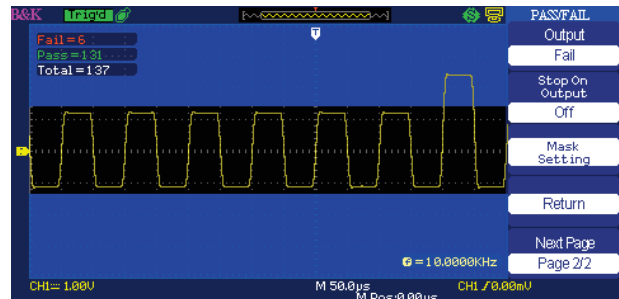 B&K Trig'd PASS/FAIL
Output
Fail
Fail=6
Pass=131
Total=137
T
Stop On
Output
Off
Mask
Setting
Return
Next Page
Page 2/2
=10.0000KHz
CH1 1.00V M 50.0µs CH1 0.00mV
M Pos:0.00µs